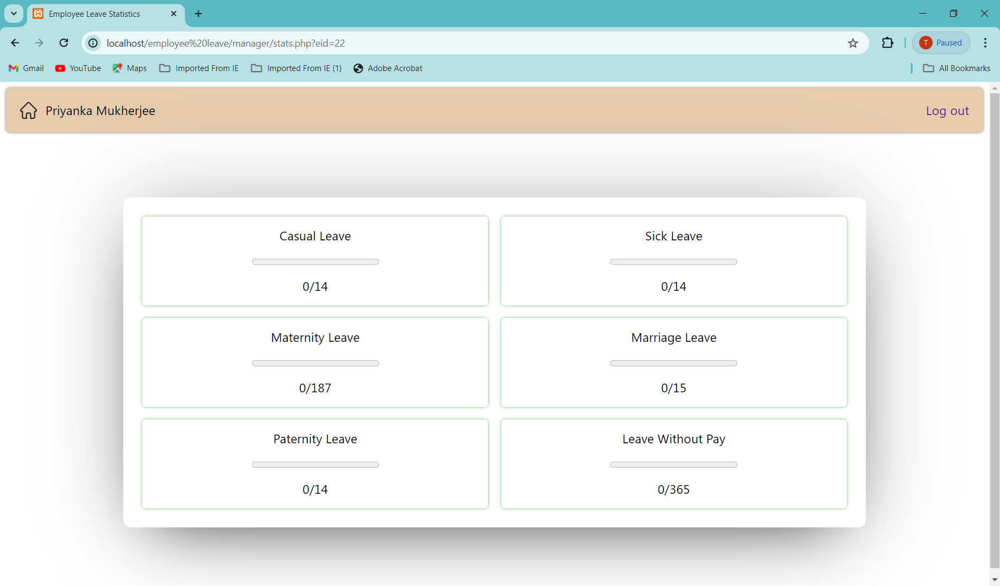 Employee Leave Statistics
localhost/employee%20leave/manager/stats.php?eid=22
T Paused
Gmail YouTube Maps Imported From IE Imported From IE (1) Adobe Acrobat All Bookmarks
Priyanka Mukherjee Log out
Casual Leave
0/14
Sick Leave
0/14
Maternity Leave
0/187
Marriage Leave
0/15
Paternity Leave
0/14
Leave Without Pay
0/365